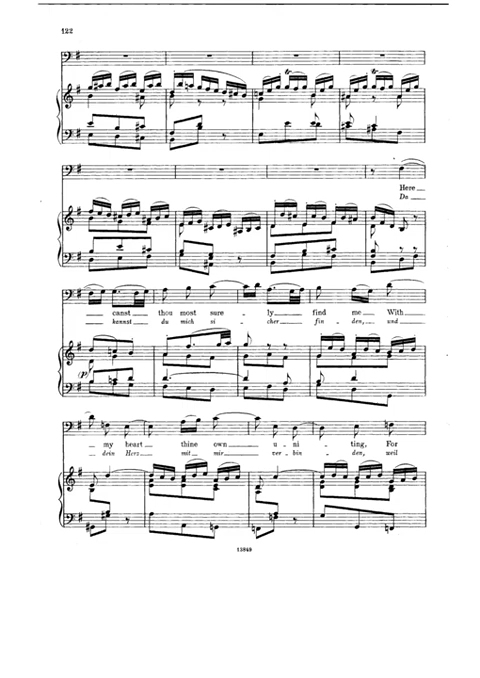 122
Here
Da
canst thou most sure- ly find me With
kannst du mich si- cher fin- den, und
(p)
my heart thine own u- ni- ting, For
dein Herz mit mir ver- bin- den, weil
13849